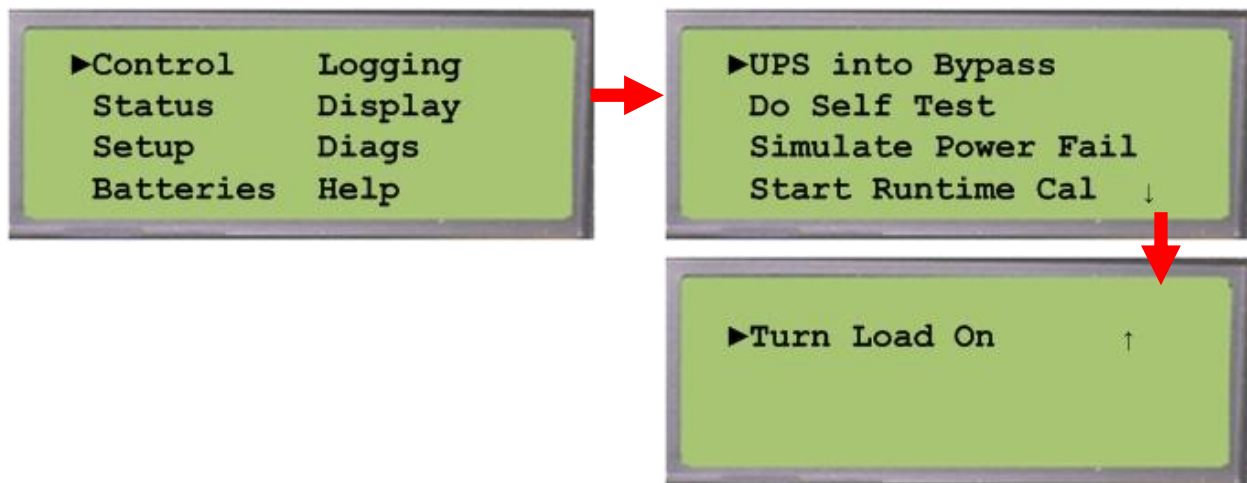 ►Control Logging
Status Display
Setup Diags
Batteries Help
►UPS into Bypass
Do Self Test
Simulate Power Fail
Start Runtime Cal ↓
►Turn Load On ↑